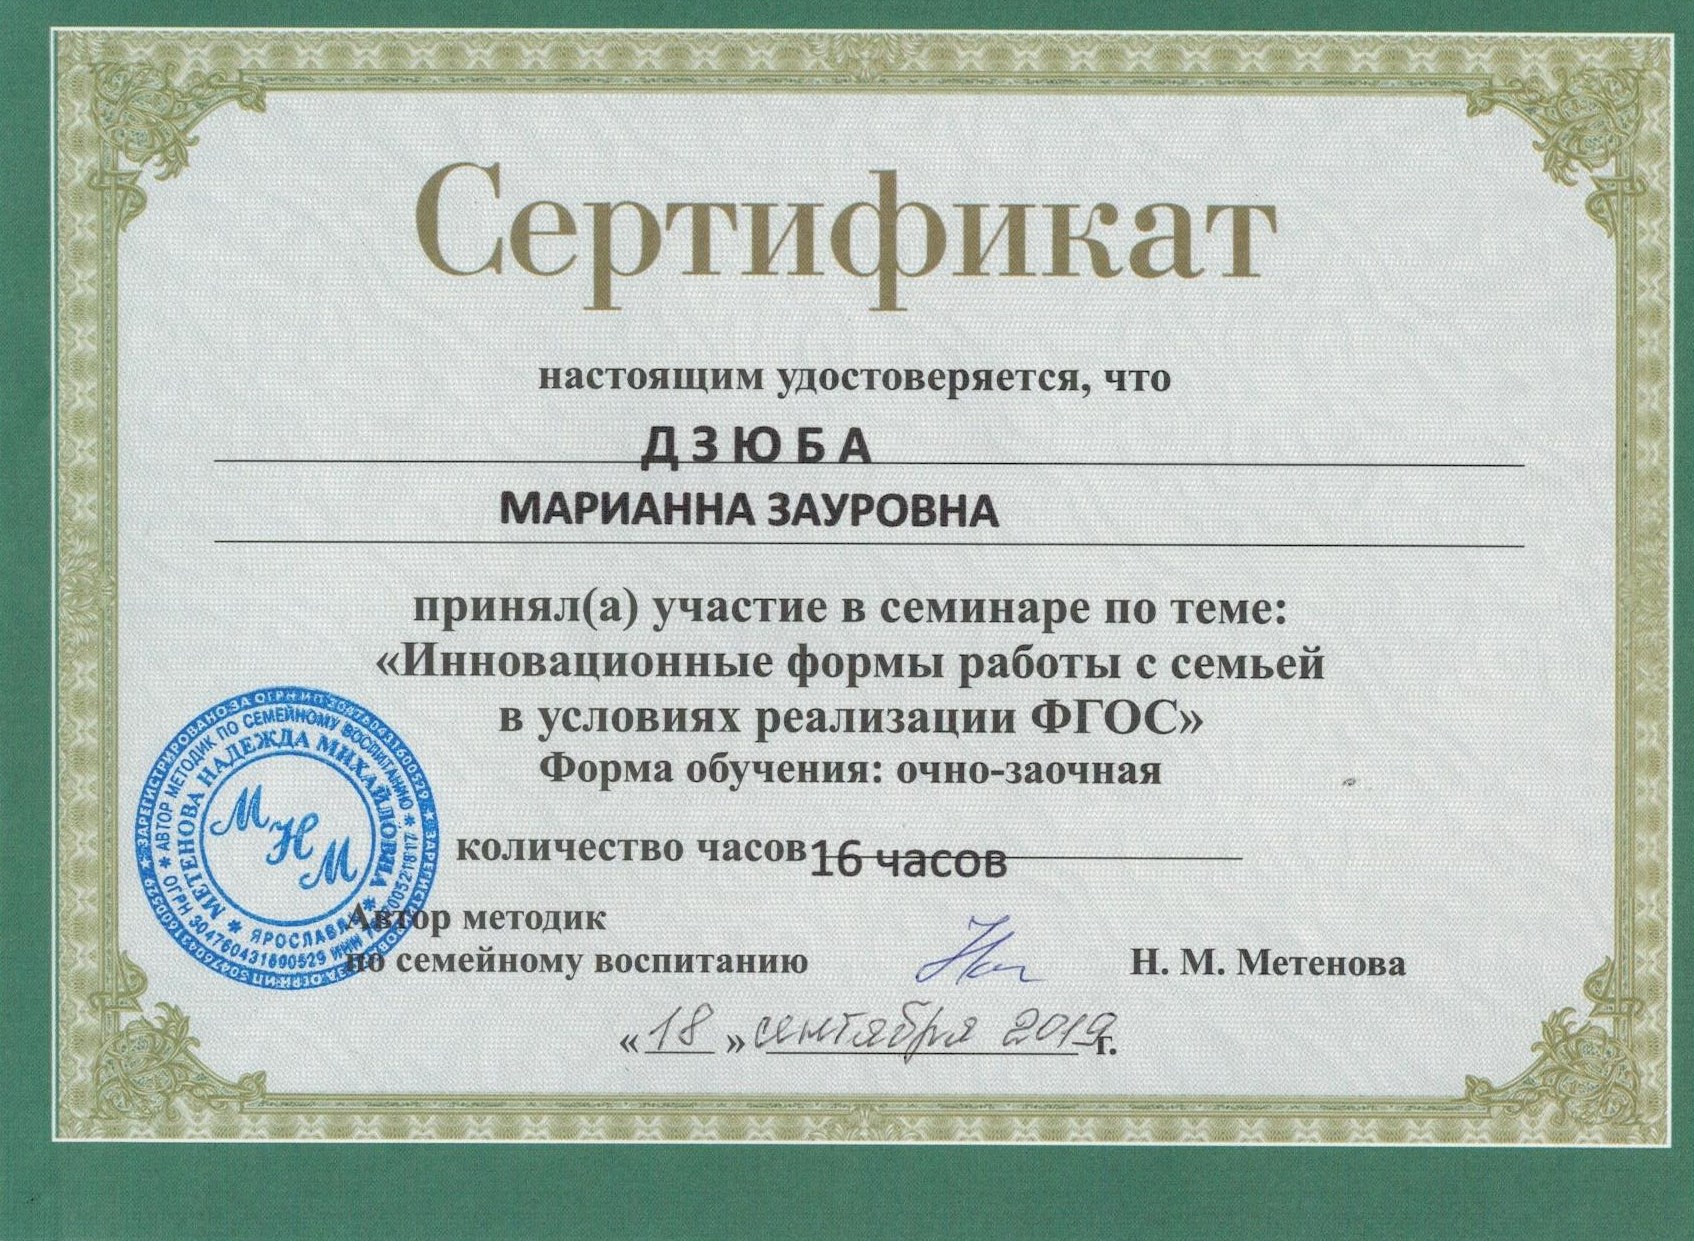 Сертификат
настоящим удостоверяется, что
ДЗЮБА
МАРИАННА ЗАУРОВНА
принял(а) участие в семинаре по теме:
«Инновационные формы работы с семьей
в условиях реализации ФГОС»
Форма обучения: очно-заочная
количество часов 16 часов
Автор методик
по семейному воспитанию Н. М. Метенова
«18» сентября 2019 г.
АВТОР МЕТОДИК ПО СЕМЕЙНОМУ ВОСПИТАНИЮ
МЕТЕНОВА НАДЕЖДА МИХАЙЛОВНА
ЯРОСЛАВЛЬ
МНМ